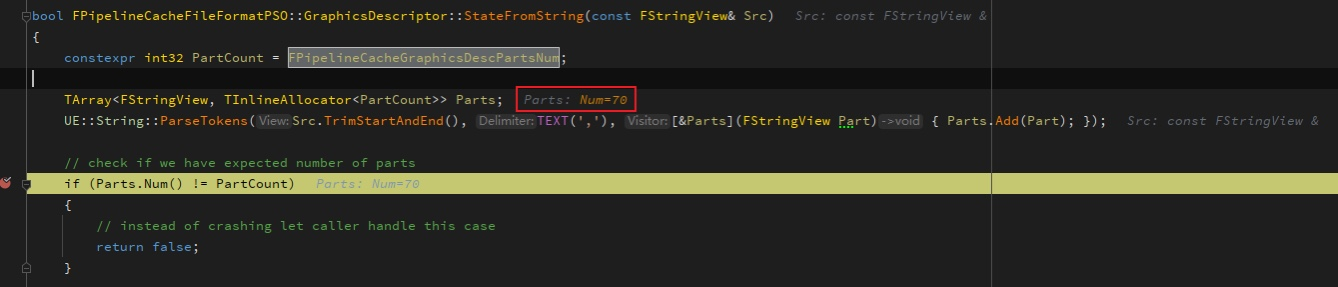 bool FPipelineCacheFileFormatPSO::GraphicsDescriptor::StateFromString(const FStringView& Src) Src: const FStringView &
{
constexpr int32 PartCount = FPipelineCacheGraphicsDescPartsNum;
TArray<FStringView, TInlineAllocator<PartCount>> Parts; Parts: Num=70
UE::String::ParseTokens(View:Src.TrimStartAndEnd(), Delimiter:TEXT(','), Visitor:[&Parts](FStringView Part)->void { Parts.Add(Part); }); Src: const FStringView &
// check if we have expected number of parts
if (Parts.Num() != PartCount) Parts: Num=70
{
// instead of crashing let caller handle this case
return false;
}